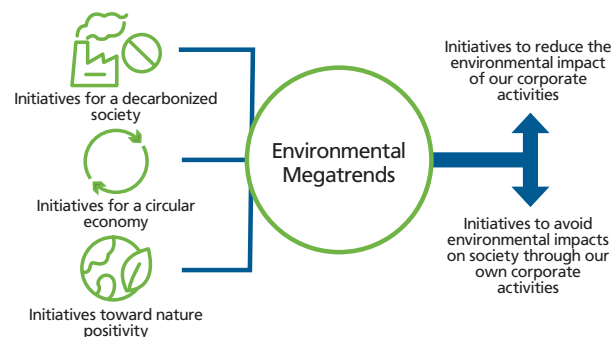 Initiatives for a decarbonized
society
Initiatives for a circular
economy
Initiatives toward nature
positivity
Environmental
Megatrends
Initiatives to reduce the
environmental impact
of our corporate
activities
Initiatives to avoid
environmental impacts
on society through our
own corporate
activities